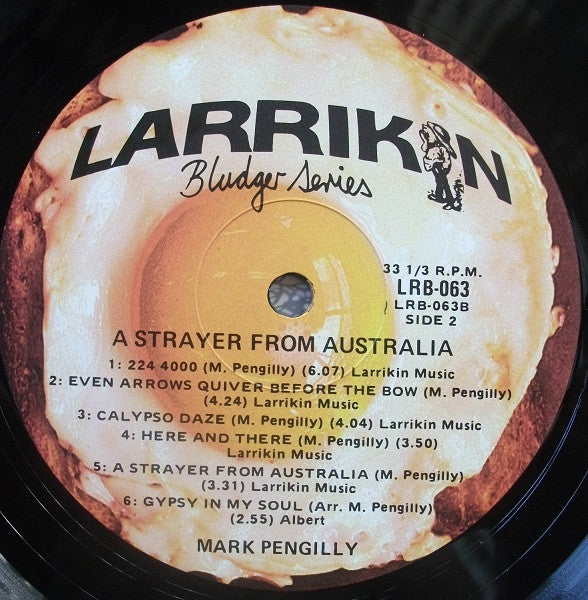 LARRIKIN
Bludger Series
33 1/3 R.P.M.
LRB-063
LRB-063B
SIDE 2
A STRAYER FROM AUSTRALIA
1: 224 4000 (M. Pengilly) (6.07) Larrikin Music
2: EVEN ARROWS QUIVER BEFORE THE BOW (M. Pengilly)
(4.24) Larrikin Music
3: CALYPSO DAZE (M. Pengilly) (4.04) Larrikin Music
4: HERE AND THERE (M. Pengilly) (3.50)
Larrikin Music
5: A STRAYER FROM AUSTRALIA (M. Pengilly)
(3.31) Larrikin Music
6: GYPSY IN MY SOUL (Arr. M. Pengilly)
(2.55) Albert
MARK PENGILLY